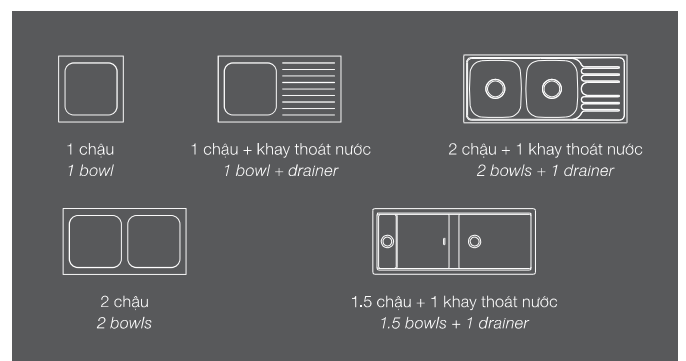 1 chậu
1 bowl
1 chậu + khay thoát nước
1 bowl + drainer
2 chậu + 1 khay thoát nước
2 bowls + 1 drainer
2 chậu
2 bowls
1.5 chậu + 1 khay thoát nước
1.5 bowls + 1 drainer